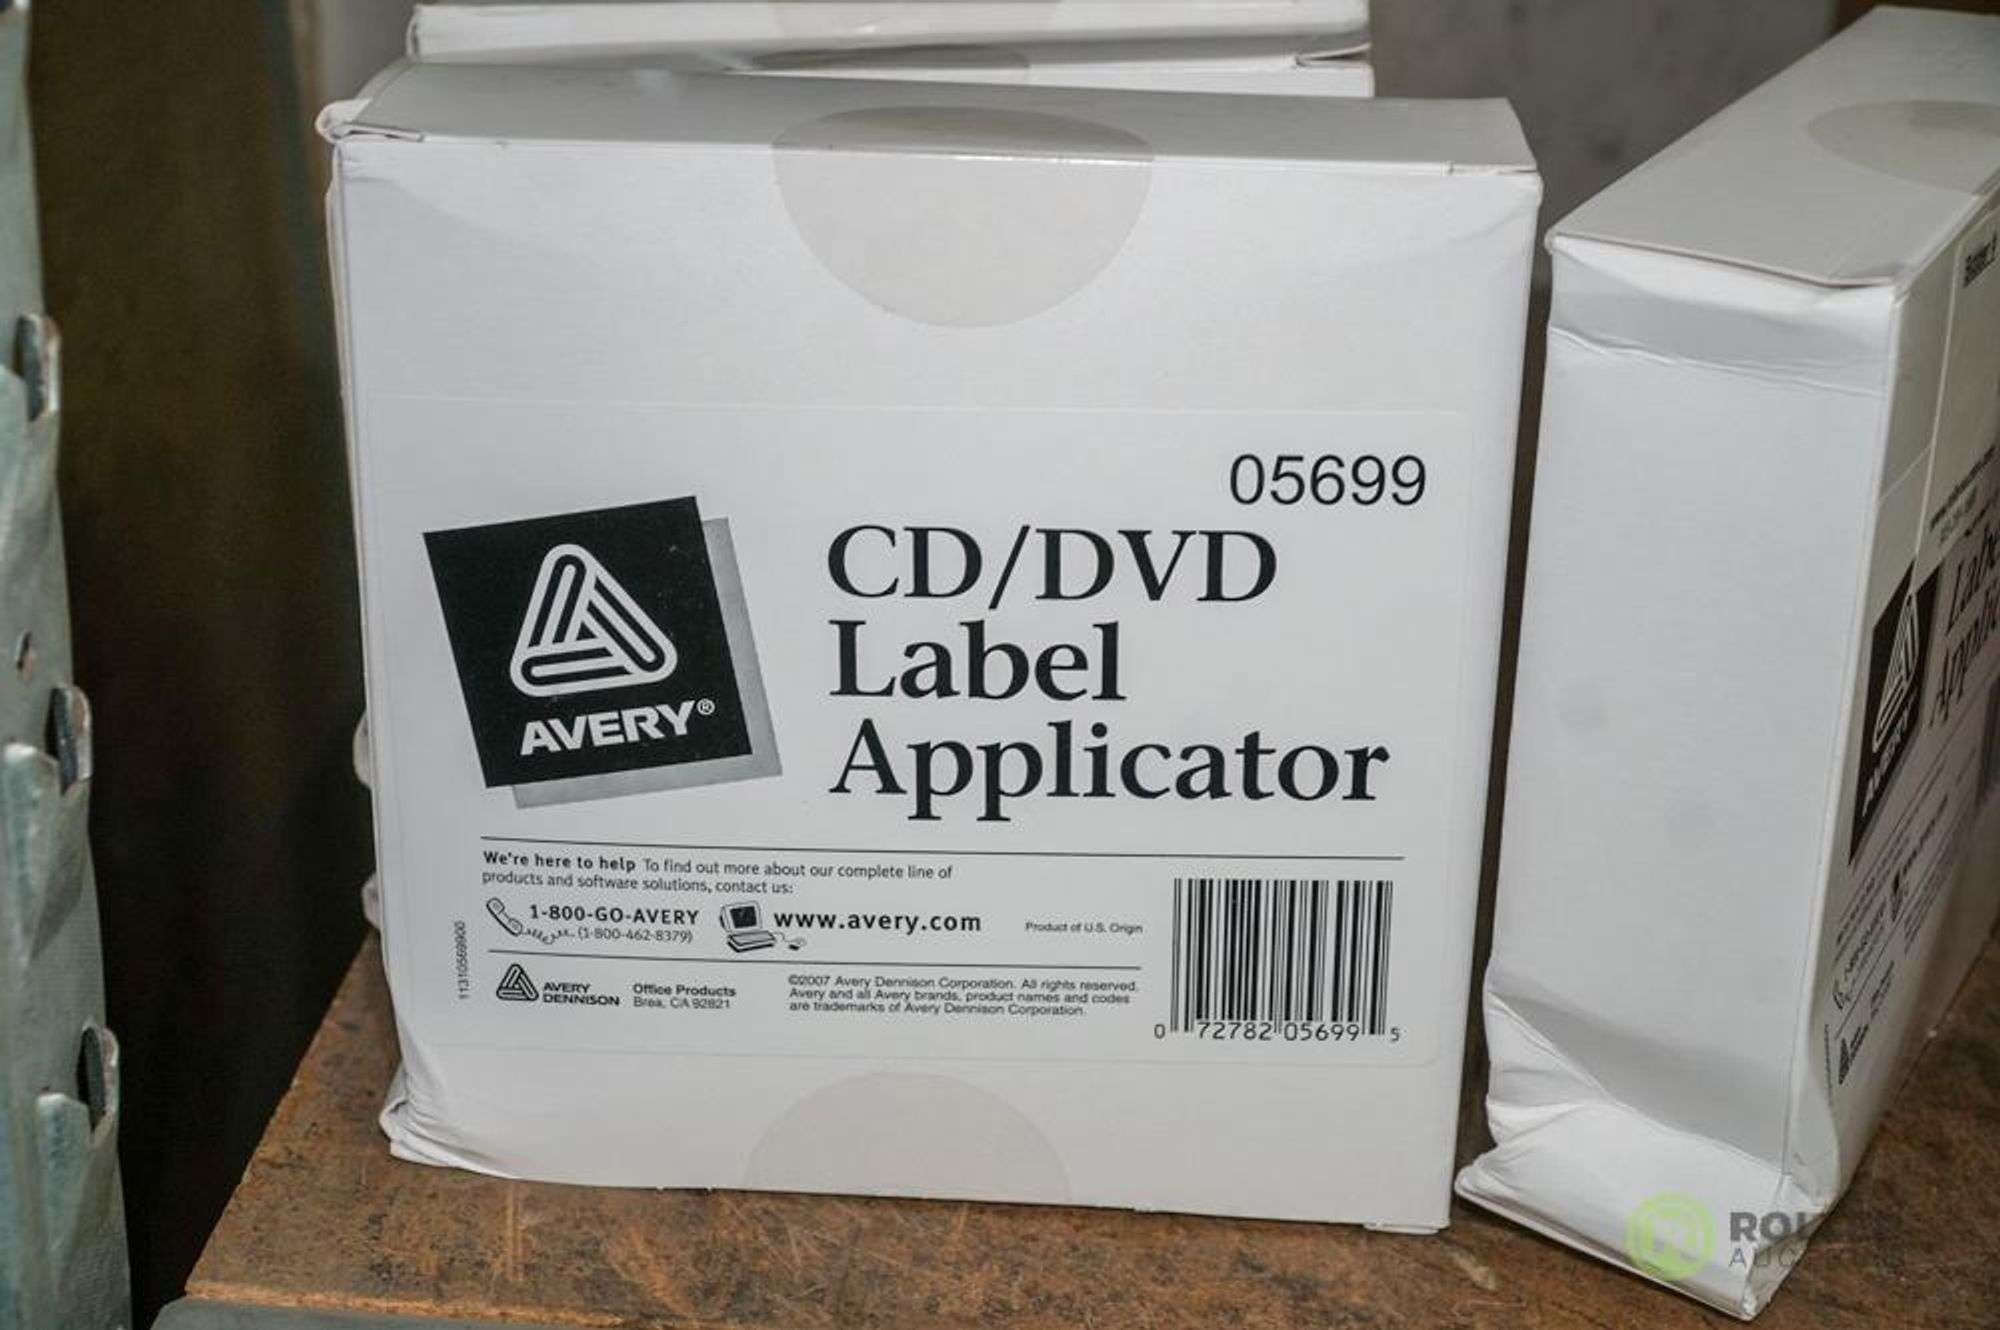 05699
CD/DVD
Label
Applicator
AVERY®
We're here to help To find out more about our complete line of
products and software solutions, contact us:
1-800-GO-AVERY
(1-800-462-8379)
www.avery.com
Product of U.S. Origin
AVERY
DENNISON
Office Products
Brea, CA 92821
©2007 Avery Dennison Corporation. All rights reserved.
Avery and all Avery brands, product names and codes
are trademarks of Avery Dennison Corporation.
0 72782 05699 5
AVERY